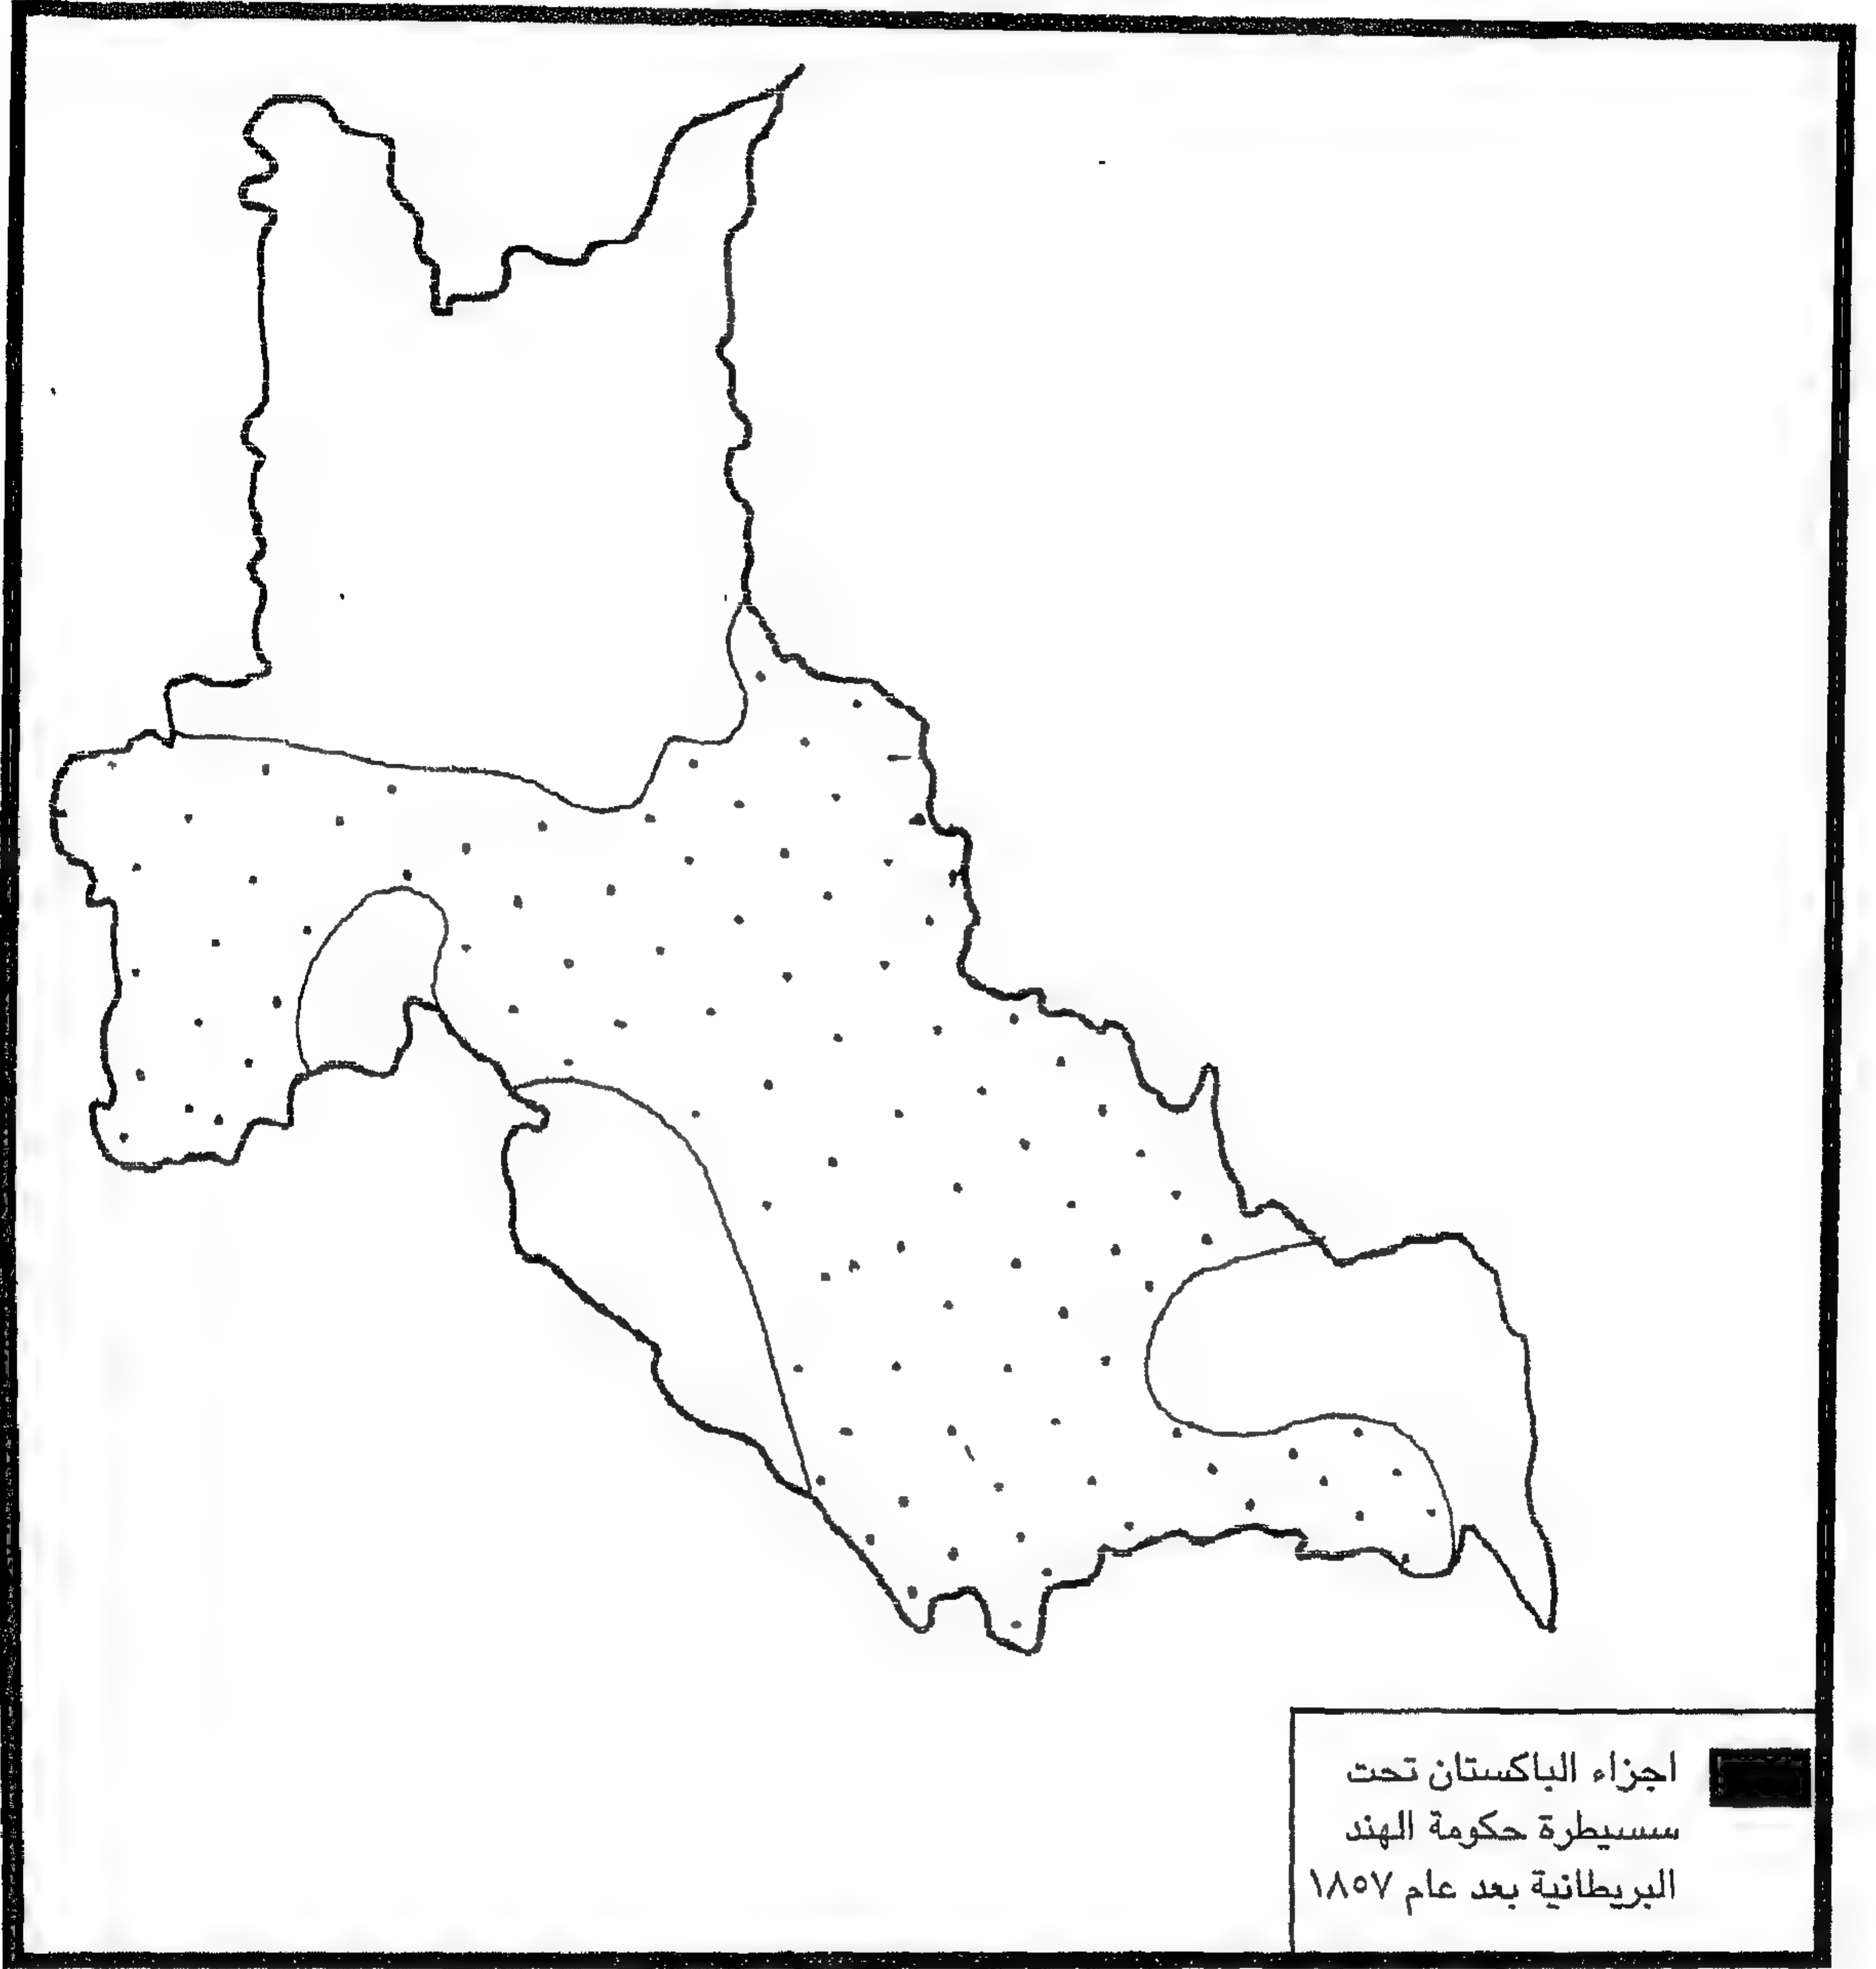 اجزاء الباكستان تحت
سسيطرة حكومة الهند
البريطانية بعد عام ١٨٥٧